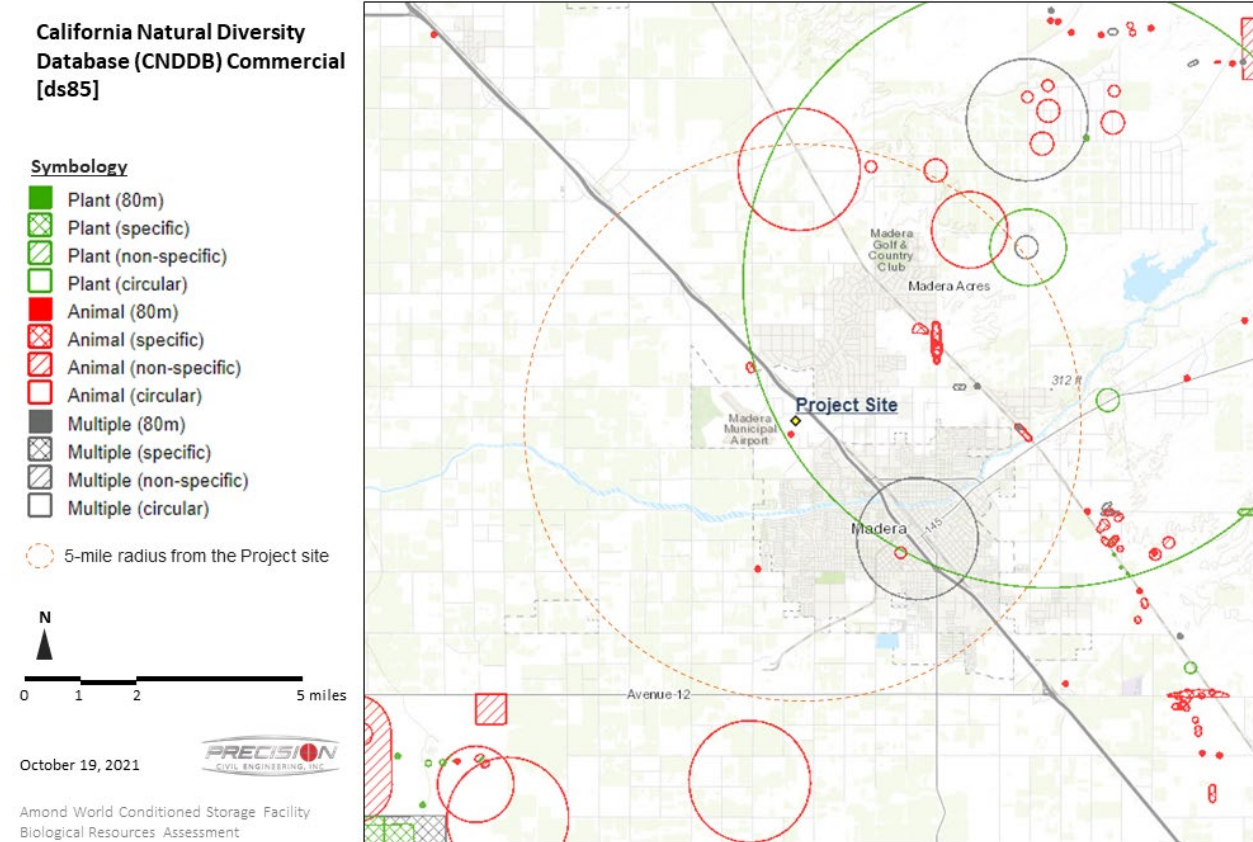 California Natural Diversity
Database (CNDDB) Commercial
[ds85]
Symbology
Plant (80m)
Plant (specific)
Plant (non-specific)
Plant (circular)
Animal (80m)
Animal (specific)
Animal (non-specific)
Animal (circular)
Multiple (80m)
Multiple (specific)
Multiple (non-specific)
Multiple (circular)
5-mile radius from the Project site
N
0 1 2 5 miles
October 19, 2021
PRECISION
CIVIL ENGINEERING, INC
Amond World Conditioned Storage Facility
Biological Resources Assessment
Madera
Golf &
Country
Club
Madera Acres
312 ft
Project Site
Madera
Municipal
Airport
Madera
145
Avenue 12